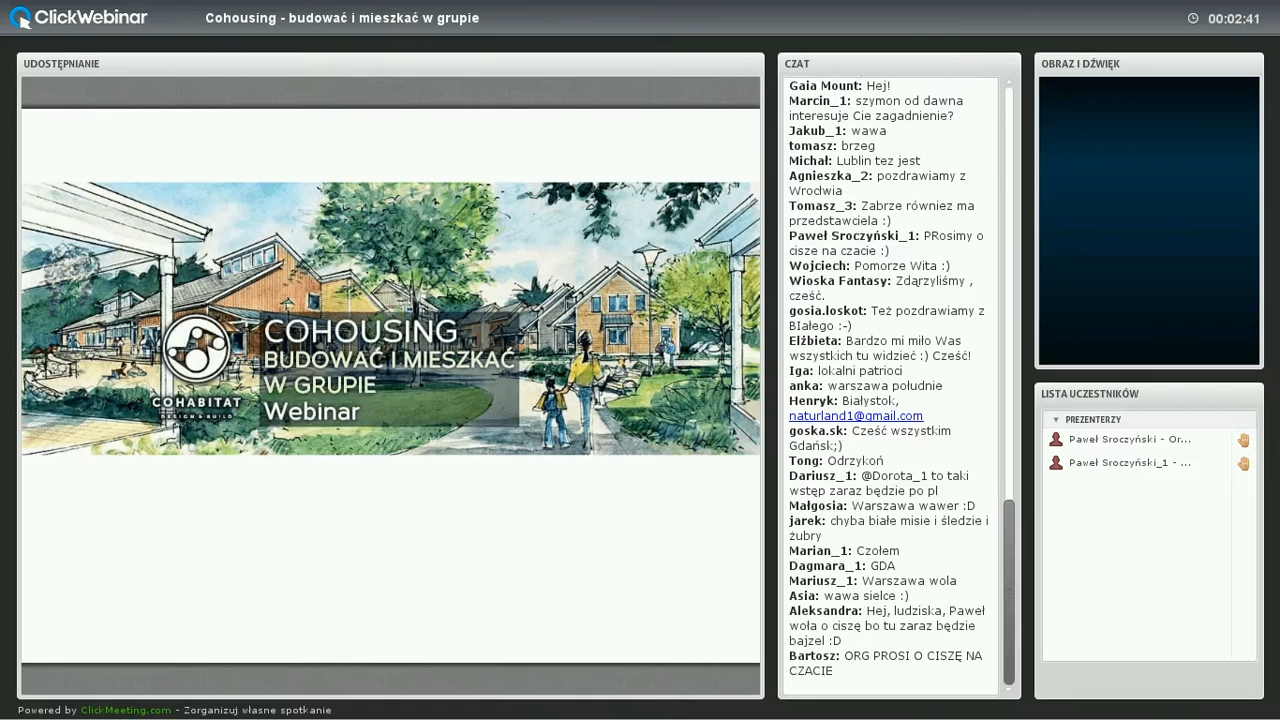 ClickWebinar
Cohousing - budować i mieszkać w grupie
00:02:41
UDOSTĘPNIANIE
COHABITAT
DESIGN & BUILD
COHOUSING
BUDOWAĆ I MIESZKAĆ
W GRUPIE
Webinar
CZAT
Gaia Mount: Hej!
Marcin_1: szymon od dawna
interesuje Cie zagadnienie?
Jakub_1: wawa
tomasz: brzeg
Michał: Lublin tez jest
Agnieszka_2: pozdrawiamy z
Wrocwia
Tomasz_3: Zabrze równiez ma
przedstawciela :)
Paweł Sroczyński_1: PRosimy o
cisze na czacie :)
Wojciech: Pomorze Wita :)
Wioska Fantasy: Zdążyliśmy ,
cześć.
gosia.loskot: Też pozdrawiamy z
BIałego :-)
Elżbieta: Bardzo mi miło Was
wszystkich tu widzieć :) Cześć!
Iga: lokalni patrioci
anka: warszawa południe
Henryk: Białystok,
naturland1@gmail.com
goska.sk: Cześć wszystkim
Gdańsk;)
Tong: Odrzykoń
Dariusz_1: @Dorota_1 to taki
wstęp zaraz będzie po pl
Małgosia: Warszawa wawer :D
jarek: chyba białe misie i śledzie i
żubry
Marian_1: Czołem
Dagmara_1: GDA
Mariusz_1: Warszawa wola
Asia: wawa sielce :)
Aleksandra: Hej, ludziska, Paweł
woła o ciszę bo tu zaraz będzie
bajzel :D
Bartosz: ORG PROSI O CISZĘ NA
CZACIE
OBRAZ I DŹWIĘK
LISTA UCZESTNIKÓW
PREZENTERZY
Paweł Sroczyński - Or...
Paweł Sroczyński_1 - ...
Powered by ClickMeeting.com - Zorganizuj własne spotkanie